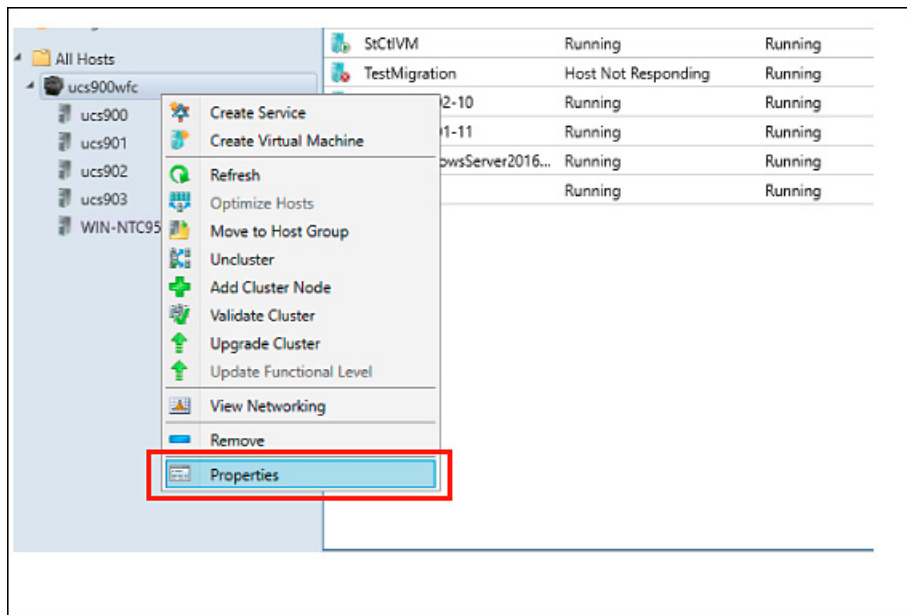 All Hosts
ucs900wfc
ucs900
ucs901
ucs902
ucs903
WIN-NTC95
Create Service
Create Virtual Machine
Refresh
Optimize Hosts
Move to Host Group
Uncluster
Add Cluster Node
Validate Cluster
Upgrade Cluster
Update Functional Level
View Networking
Remove
Properties
StCtlVM Running Running
TestMigration Host Not Responding Running
02-10 Running Running
01-11 Running Running
owsServer2016... Running Running
Running Running